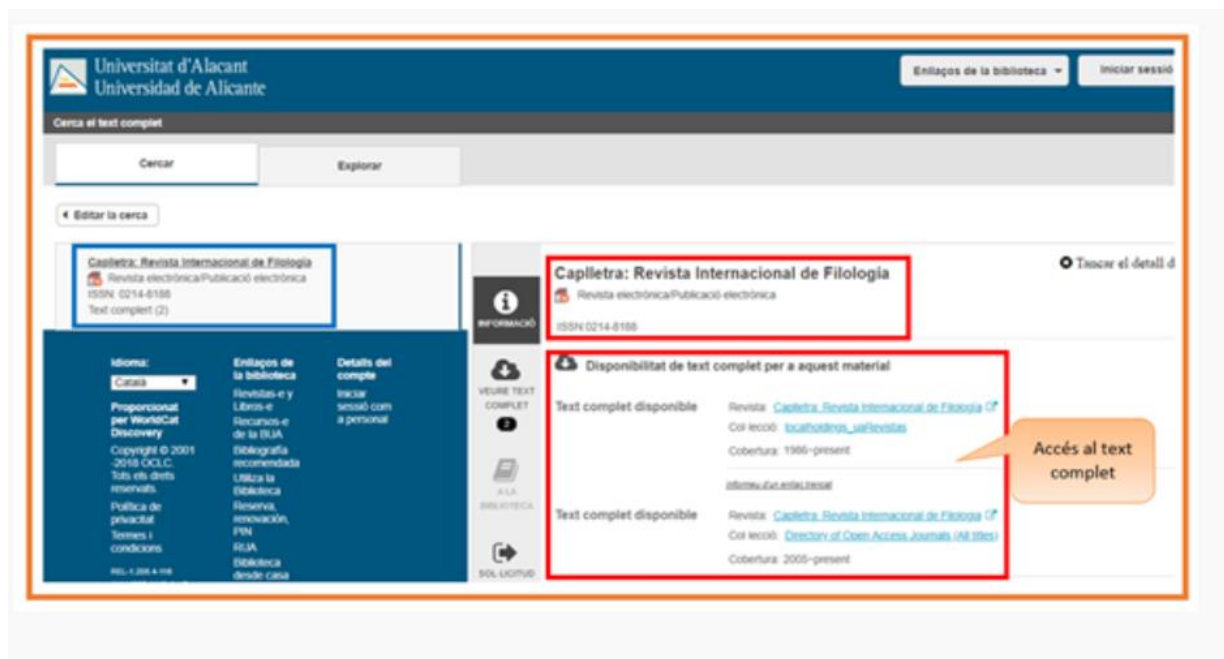 Universitat d'Alacant
Universidad de Alicante
Enllaços de la biblioteca
Iniciar sessió
Cerca el text complet
Cercar
Explorar
Editar la cerca
Caplletra: Revista Internacional de Filologia
Revista electrònica/Publicació electrònica
ISSN: 0214-8188
Text complert (2)
Idioma:
Català
Proporcionat
per WorldCat
Discovery
Copyright © 2001
-2016 OCLC.
Tots els drets
reservats.
Política de
privacitat
Termes i
condicions
Enllaços de
la biblioteca
Revistas-e y
Libros-e
Recursos-e
de la BUA
Bibliografía
recomendada
Utiliza la
Biblioteca
Reserva,
renovación,
PIN
RUA
Biblioteca
desde casa
Detalls del
compte
Iniciar
sessió com
a personal
INFORMACIÓ
VEURE TEXT
COMPLET
2
A LA
BIBLIOTECA
SOL·LICITUD
Caplletra: Revista Internacional de Filologia
Revista electrònica/Publicació electrònica
ISSN:0214-8188
Tancar el detall d
Disponibilitat de text complet per a aquest material
Text complet disponible
Revista: Caplletra: Revista Internacional de Filologia
Col·lecció: localholdings_uaRevistas
Cobertura: 1986-present
Informeu d'un enllaç trencat
Text complet disponible
Revista: Caplletra: Revista Internacional de Filologia
Col·lecció: Directory of Open Access Journals (All titles)
Cobertura: 2005-present
Accés al text
complet